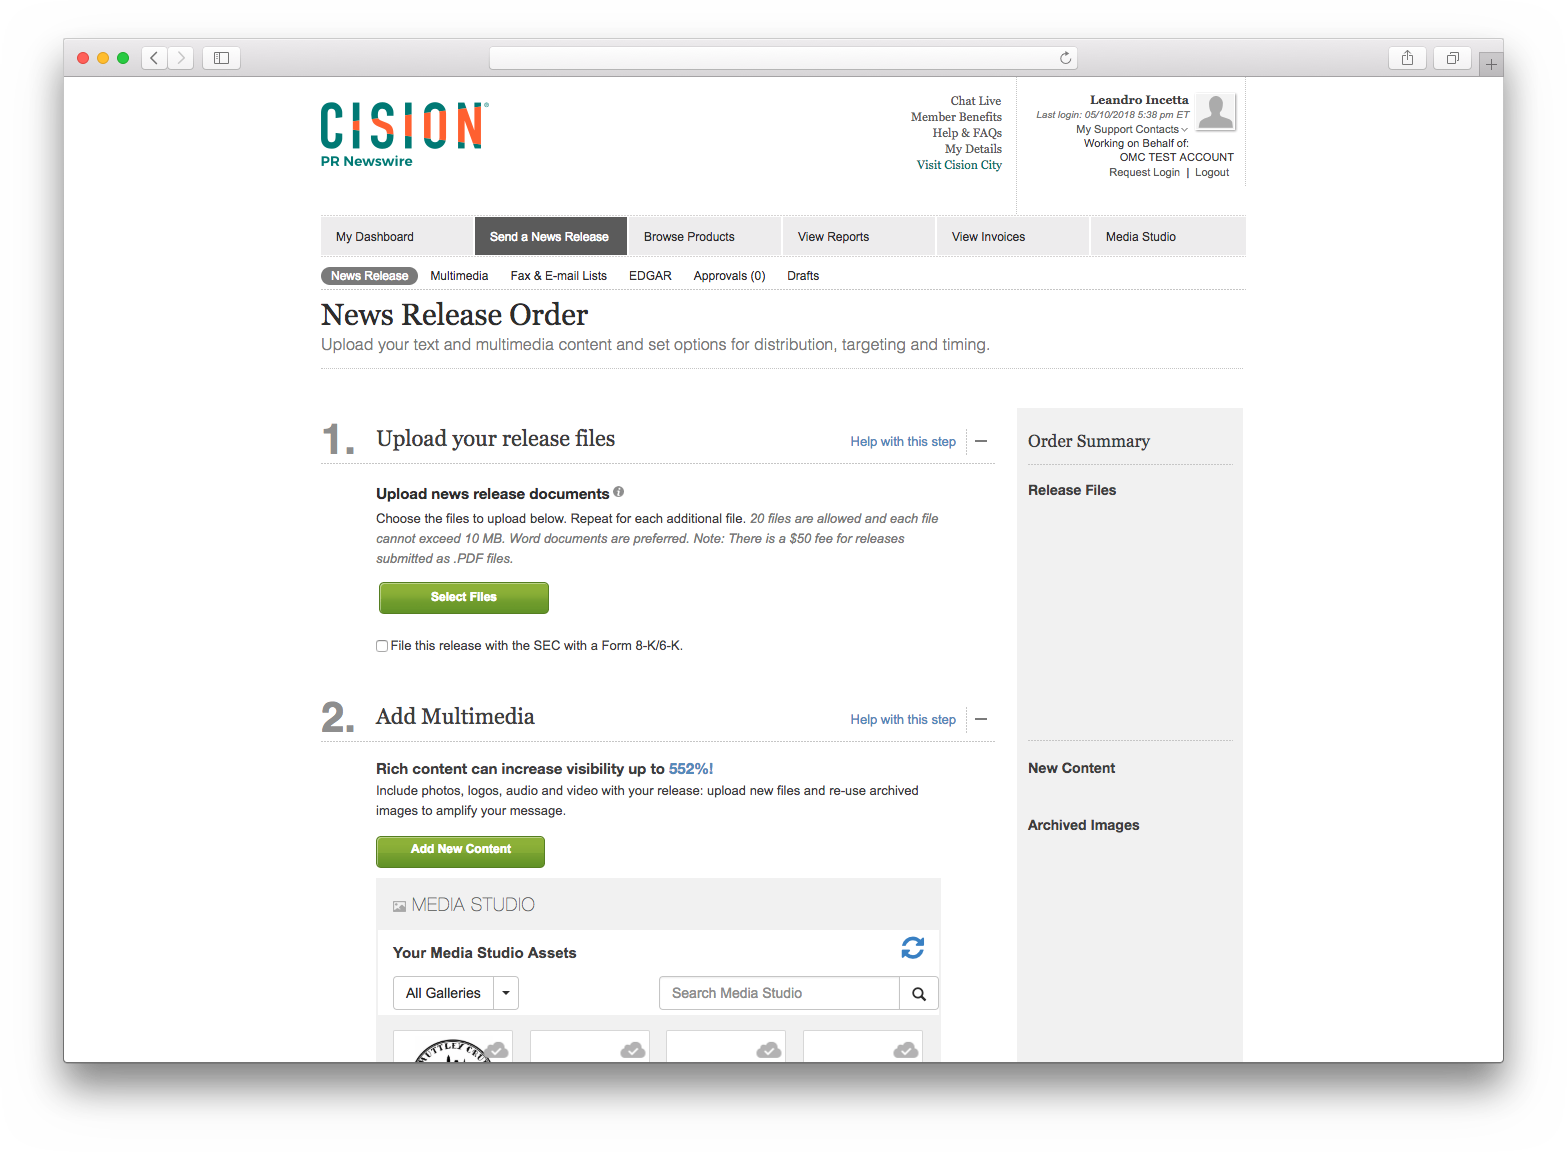 CISION®
PR Newswire
Chat Live
Member Benefits
Help & FAQs
My Details
Visit Cision City
Leandro Incetta
Last login: 05/10/2018 5:38 pm ET
My Support Contacts
Working on Behalf of:
OMC TEST ACCOUNT
Request Login | Logout
My Dashboard
Send a News Release
Browse Products
View Reports
View Invoices
Media Studio
News Release
Multimedia
Fax & E-mail Lists
EDGAR
Approvals (0)
Drafts
News Release Order
Upload your text and multimedia content and set options for distribution, targeting and timing.
1. Upload your release files
Help with this step
Upload news release documents
Choose the files to upload below. Repeat for each additional file. 20 files are allowed and each file
cannot exceed 10 MB. Word documents are preferred. Note: There is a $50 fee for releases
submitted as .PDF files.
Select Files
File this release with the SEC with a Form 8-K/6-K.
2. Add Multimedia
Help with this step
Rich content can increase visibility up to 552%!
Include photos, logos, audio and video with your release: upload new files and re-use archived
images to amplify your message.
Add New Content
MEDIA STUDIO
Your Media Studio Assets
All Galleries
Search Media Studio
Order Summary
Release Files
New Content
Archived Images